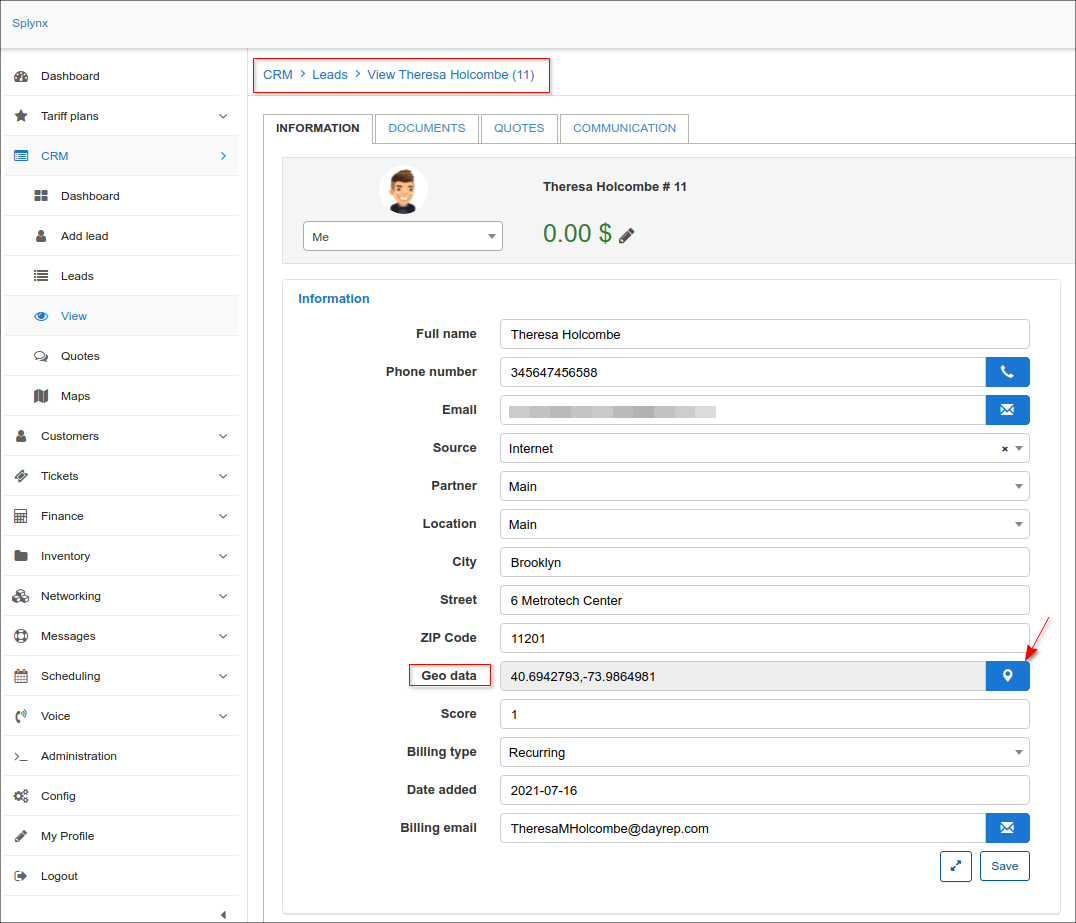 Splynx
Dashboard
Tariff plans
CRM
Dashboard
Add lead
Leads
View
Quotes
Maps
Customers
Tickets
Finance
Inventory
Networking
Messages
Scheduling
Voice
Administration
Config
My Profile
Logout
CRM > Leads > View Theresa Holcombe (11)
INFORMATION DOCUMENTS QUOTES COMMUNICATION
Theresa Holcombe # 11
Me
0.00 $
Information
Full name Theresa Holcombe
Phone number 345647456588
Email
Source Internet ×
Partner Main
Location Main
City Brooklyn
Street 6 Metrotech Center
ZIP Code 11201
Geo data 40.6942793,-73.9864981
Score 1
Billing type Recurring
Date added 2021-07-16
Billing email TheresaMHolcombe@dayrep.com
Save